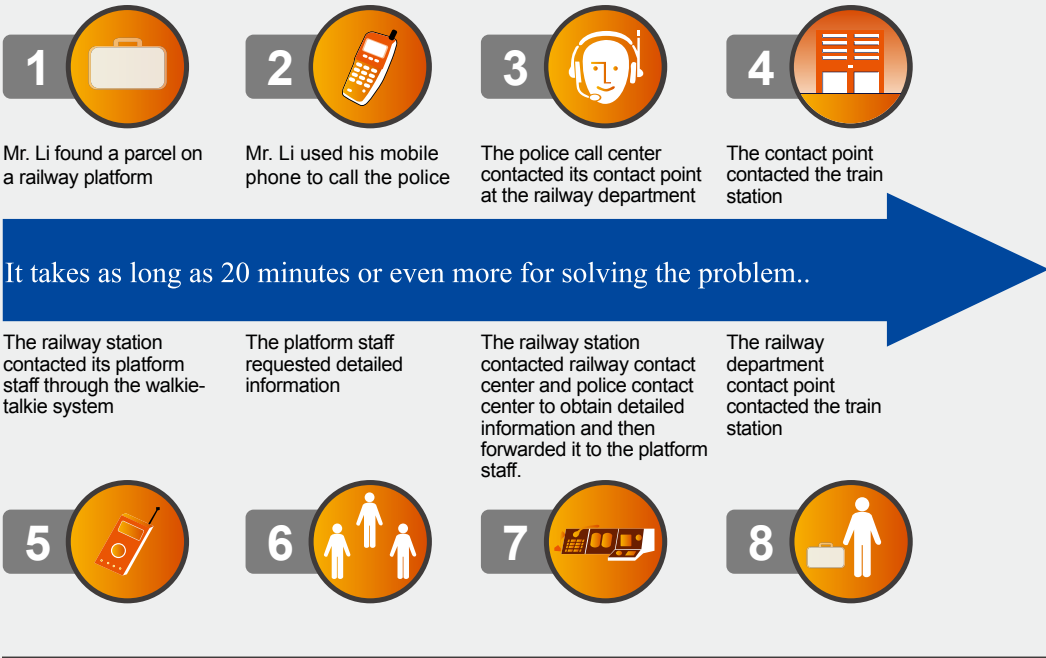 1
2
3
4
Mr. Li found a parcel on
a railway platform
Mr. Li used his mobile
phone to call the police
The police call center
contacted its contact point
at the railway department
The contact point
contacted the train
station
It takes as long as 20 minutes or even more for solving the problem..
The railway station
contacted its platform
staff through the walkie-
talkie system
The platform staff
requested detailed
information
The railway station
contacted railway contact
center and police contact
center to obtain detailed
information and then
forwarded it to the platform
staff.
The railway
department
contact point
contacted the train
station
5
6
7
8